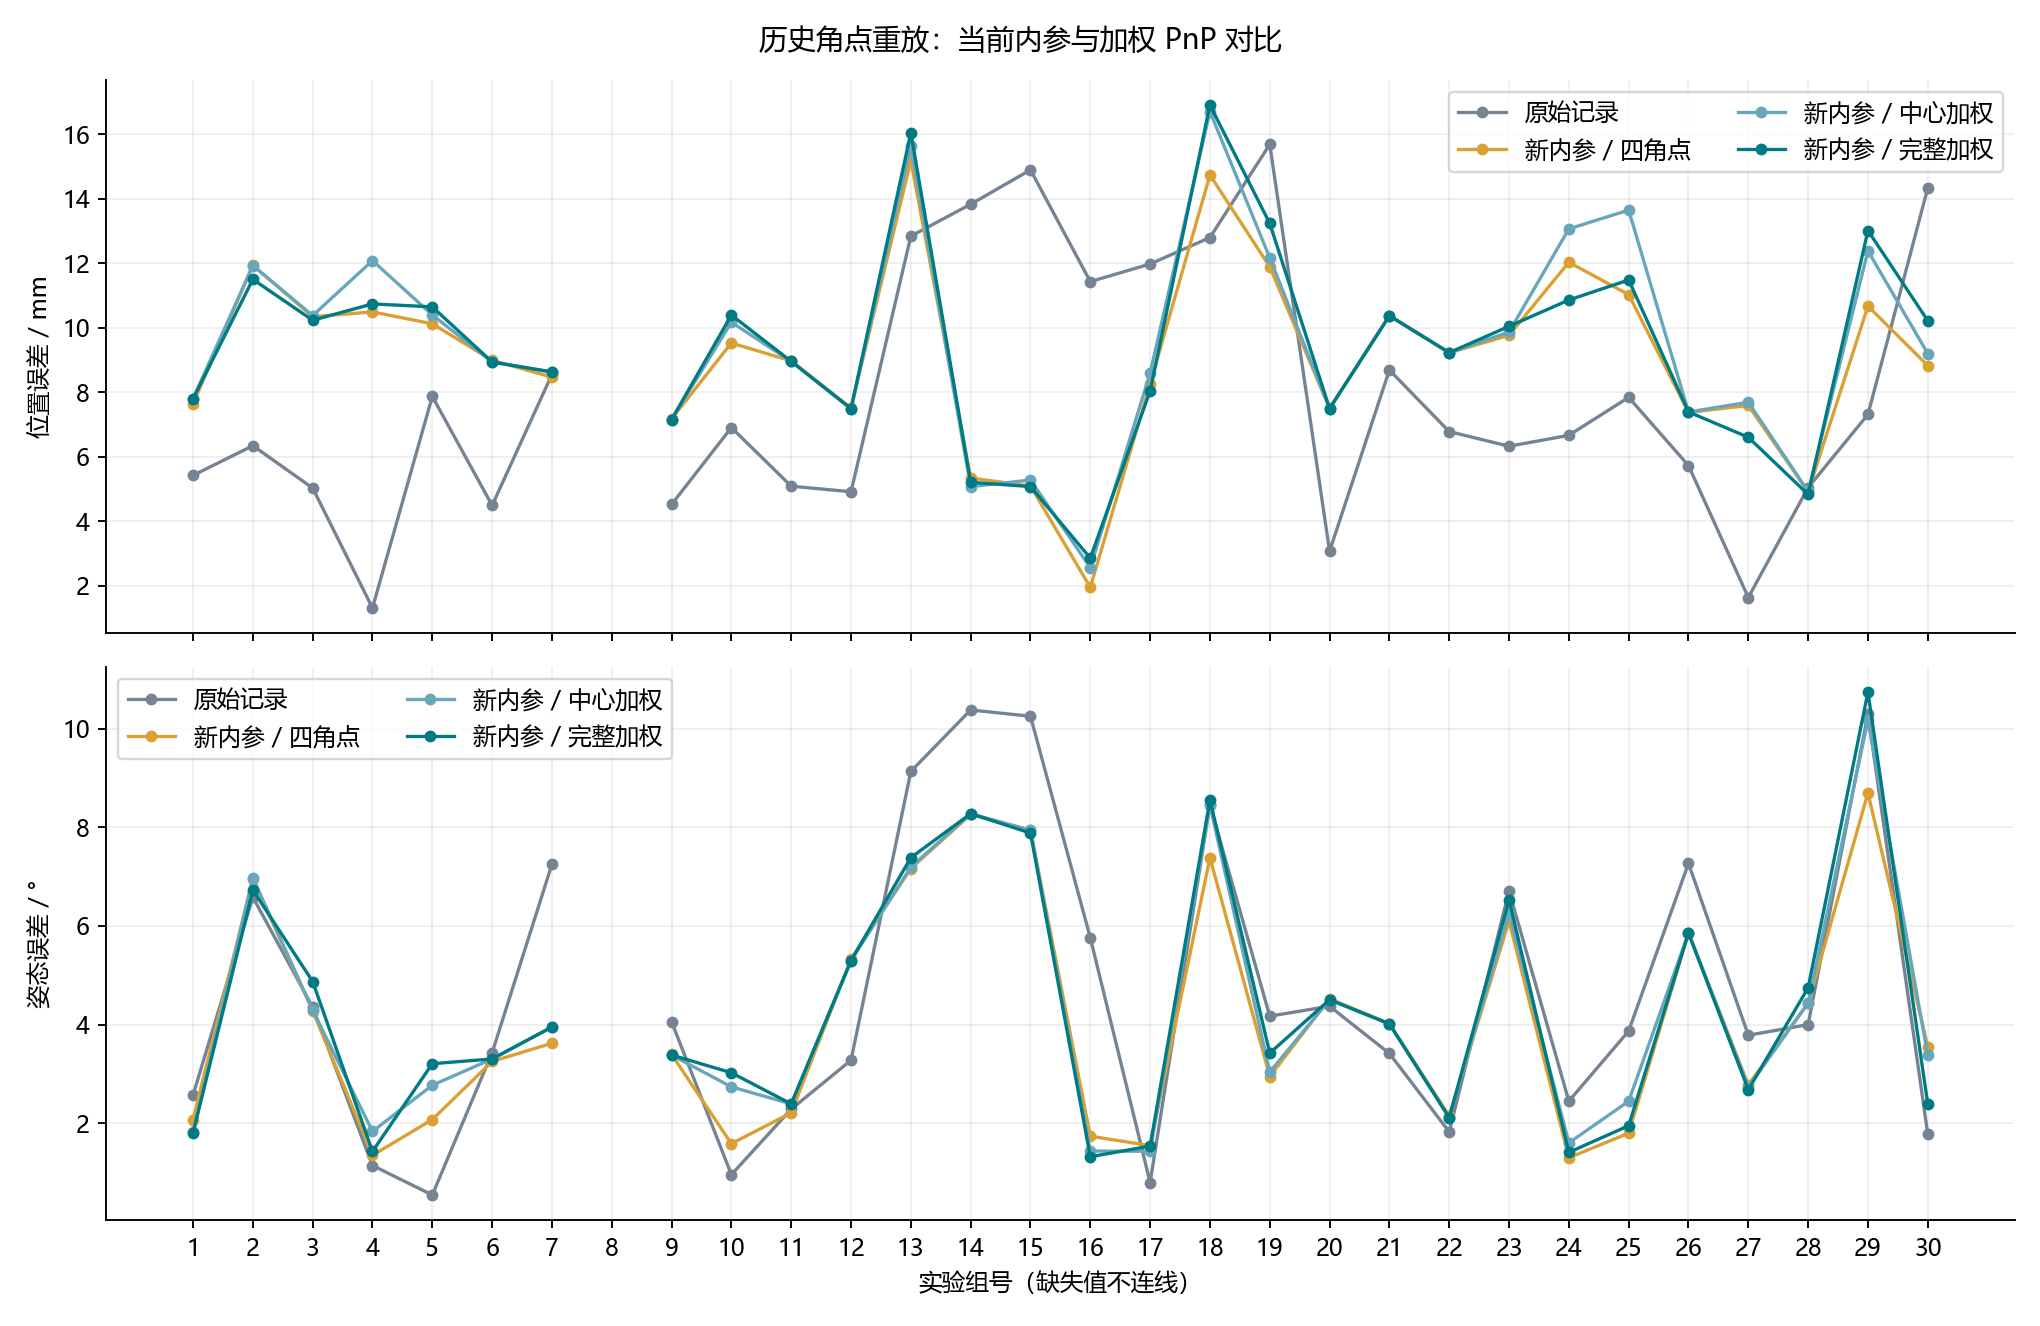 历史角点重放：当前内参与加权 PnP 对比
原始记录
新内参 / 四角点
新内参 / 中心加权
新内参 / 完整加权
位置误差 / mm
16
14
12
10
8
6
4
2
原始记录
新内参 / 四角点
新内参 / 中心加权
新内参 / 完整加权
姿态误差 / °
10
8
6
4
2
1 2 3 4 5 6 7 8 9 10 11 12 13 14 15 16 17 18 19 20 21 22 23 24 25 26 27 28 29 30
实验组号（缺失值不连线）